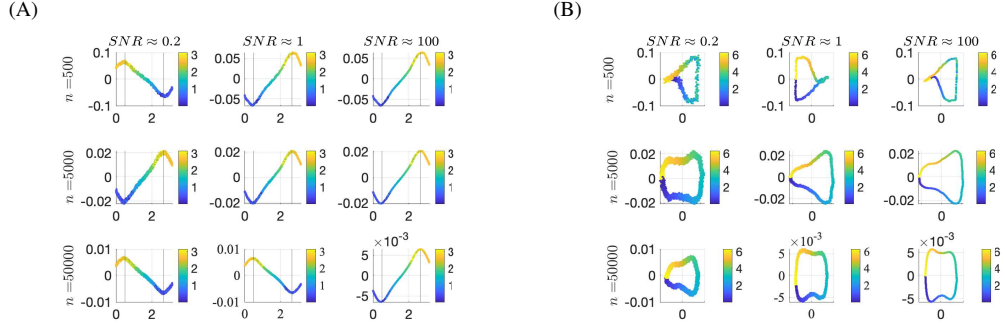 (A)
(B)
SNR ≈ 0.2 SNR ≈ 1 SNR ≈ 100
SNR ≈ 0.2 SNR ≈ 1 SNR ≈ 100
n =500
0.1 0 -0.1 0 2 3 2 1
0.05 0 -0.05 0 2 3 2 1
0.05 0 -0.05 0 2 3 2 1
n =500
0.1 0 -0.1 0 6 4 2
0.1 0 -0.1 0 6 4 2
0.1 0 -0.1 0 6 4 2
n =5000
0.02 0 -0.02 0 2 3 2 1
0.02 0 -0.02 0 2 3 2 1
0.02 0 -0.02 0 2 3 2 1
n =5000
0.02 0 -0.02 0 6 4 2
0.02 0 -0.02 0 6 4 2
0.02 0 -0.02 0 6 4 2
n =50000
0.01 0 -0.01 0 2 3 2 1
0.01 0 -0.01 0 2 3 2 1
×10⁻³ 5 0 -5 0 2 3 2 1
n =50000
0.01 0 -0.01 0 6 4 2
×10⁻³ 5 0 -5 0 6 4 2
×10⁻³ 5 0 -5 0 6 4 2